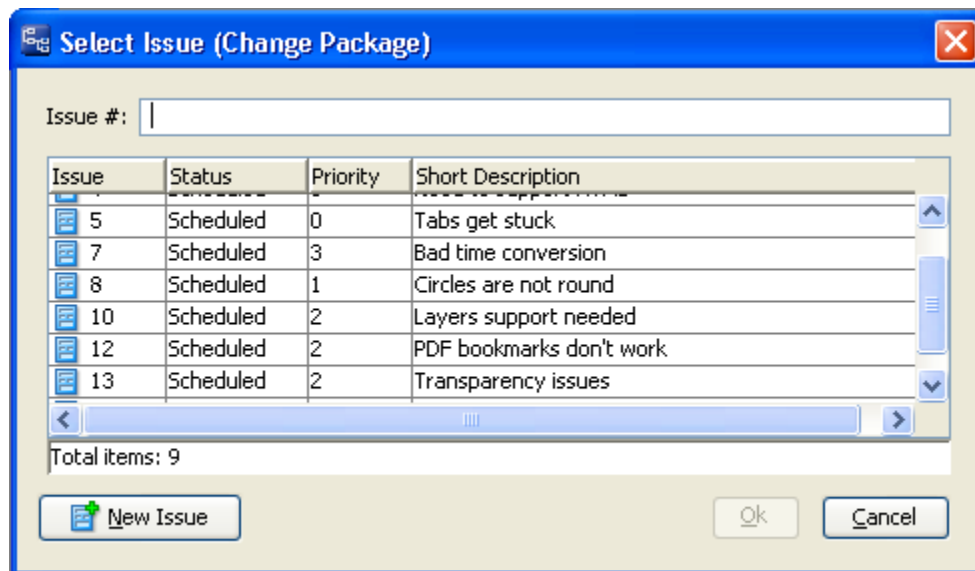 Select Issue (Change Package)
Issue #:
Issue Status Priority Short Description
5 Scheduled 0 Tabs get stuck
7 Scheduled 3 Bad time conversion
8 Scheduled 1 Circles are not round
10 Scheduled 2 Layers support needed
12 Scheduled 2 PDF bookmarks don't work
13 Scheduled 2 Transparency issues
Total items: 9
New Issue Ok Cancel